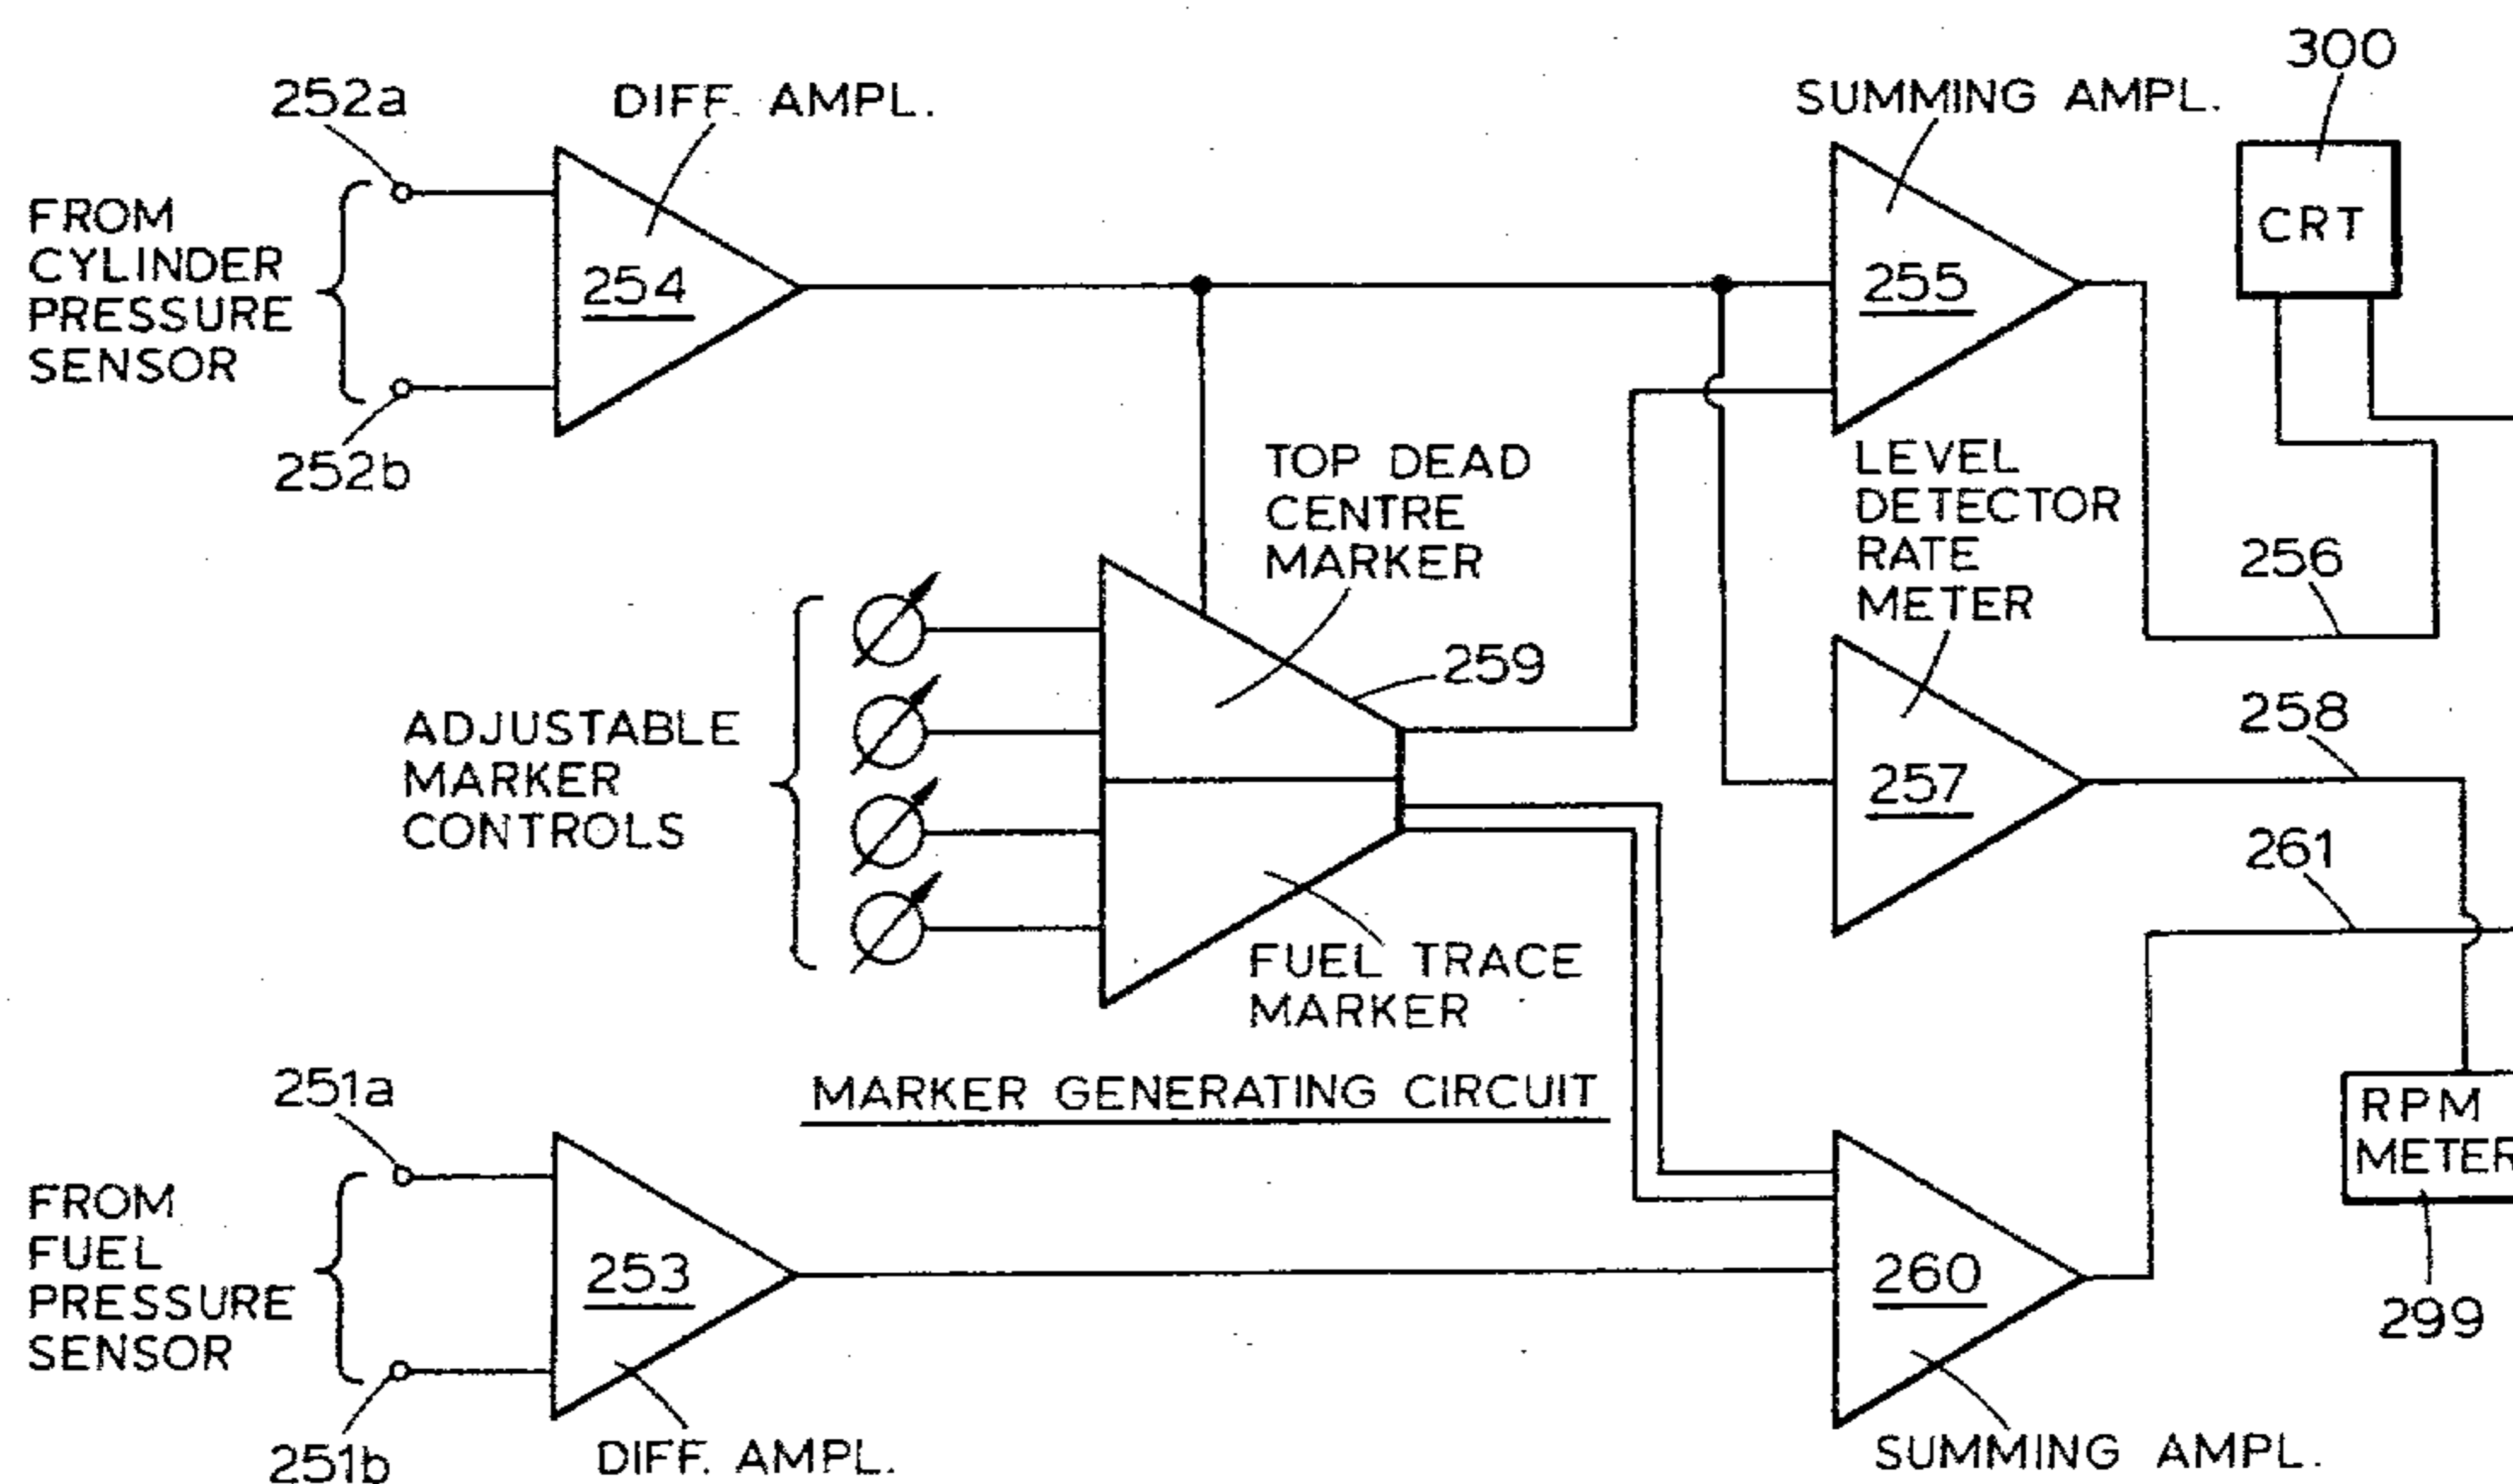 300
252a
DIFF. AMPL.
SUMMING AMPL.
FROM
CYLINDER
PRESSURE
SENSOR
254
255
CRT
252b
TOP DEAD
CENTRE
MARKER
LEVEL
DETECTOR
RATE
METER
256
259
258
ADJUSTABLE
MARKER
CONTROLS
257
261
FUEL TRACE
MARKER
251a
MARKER GENERATING CIRCUIT
RPM
METER
FROM
FUEL
PRESSURE
SENSOR
253
260
299
251b
DIFF. AMPL.
SUMMING AMPL.